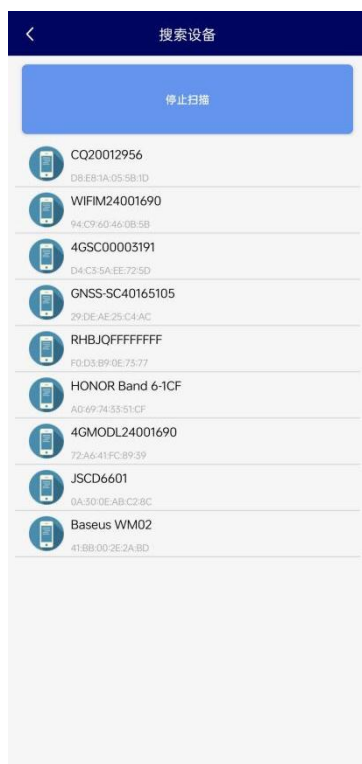 搜索设备
停止扫描
CQ20012956
D8:E8:1A:05:5B:1D
WIFIM24001690
94:C9:60:46:0B:5B
4GSC00003191
D4:C3:5A:EE:72:5D
GNSS-SC40165105
29:DE:AE:25:C4:AC
RHBJQFFFFFFFF
F0:D3:B9:0E:73:77
HONOR Band 6-1CF
A0:69:74:33:51:CF
4GMODL24001690
72:A6:41:FC:89:39
JSCD6601
0A:30:0E:AB:C2:8C
Baseus WM02
41:BB:00:2E:2A:BD